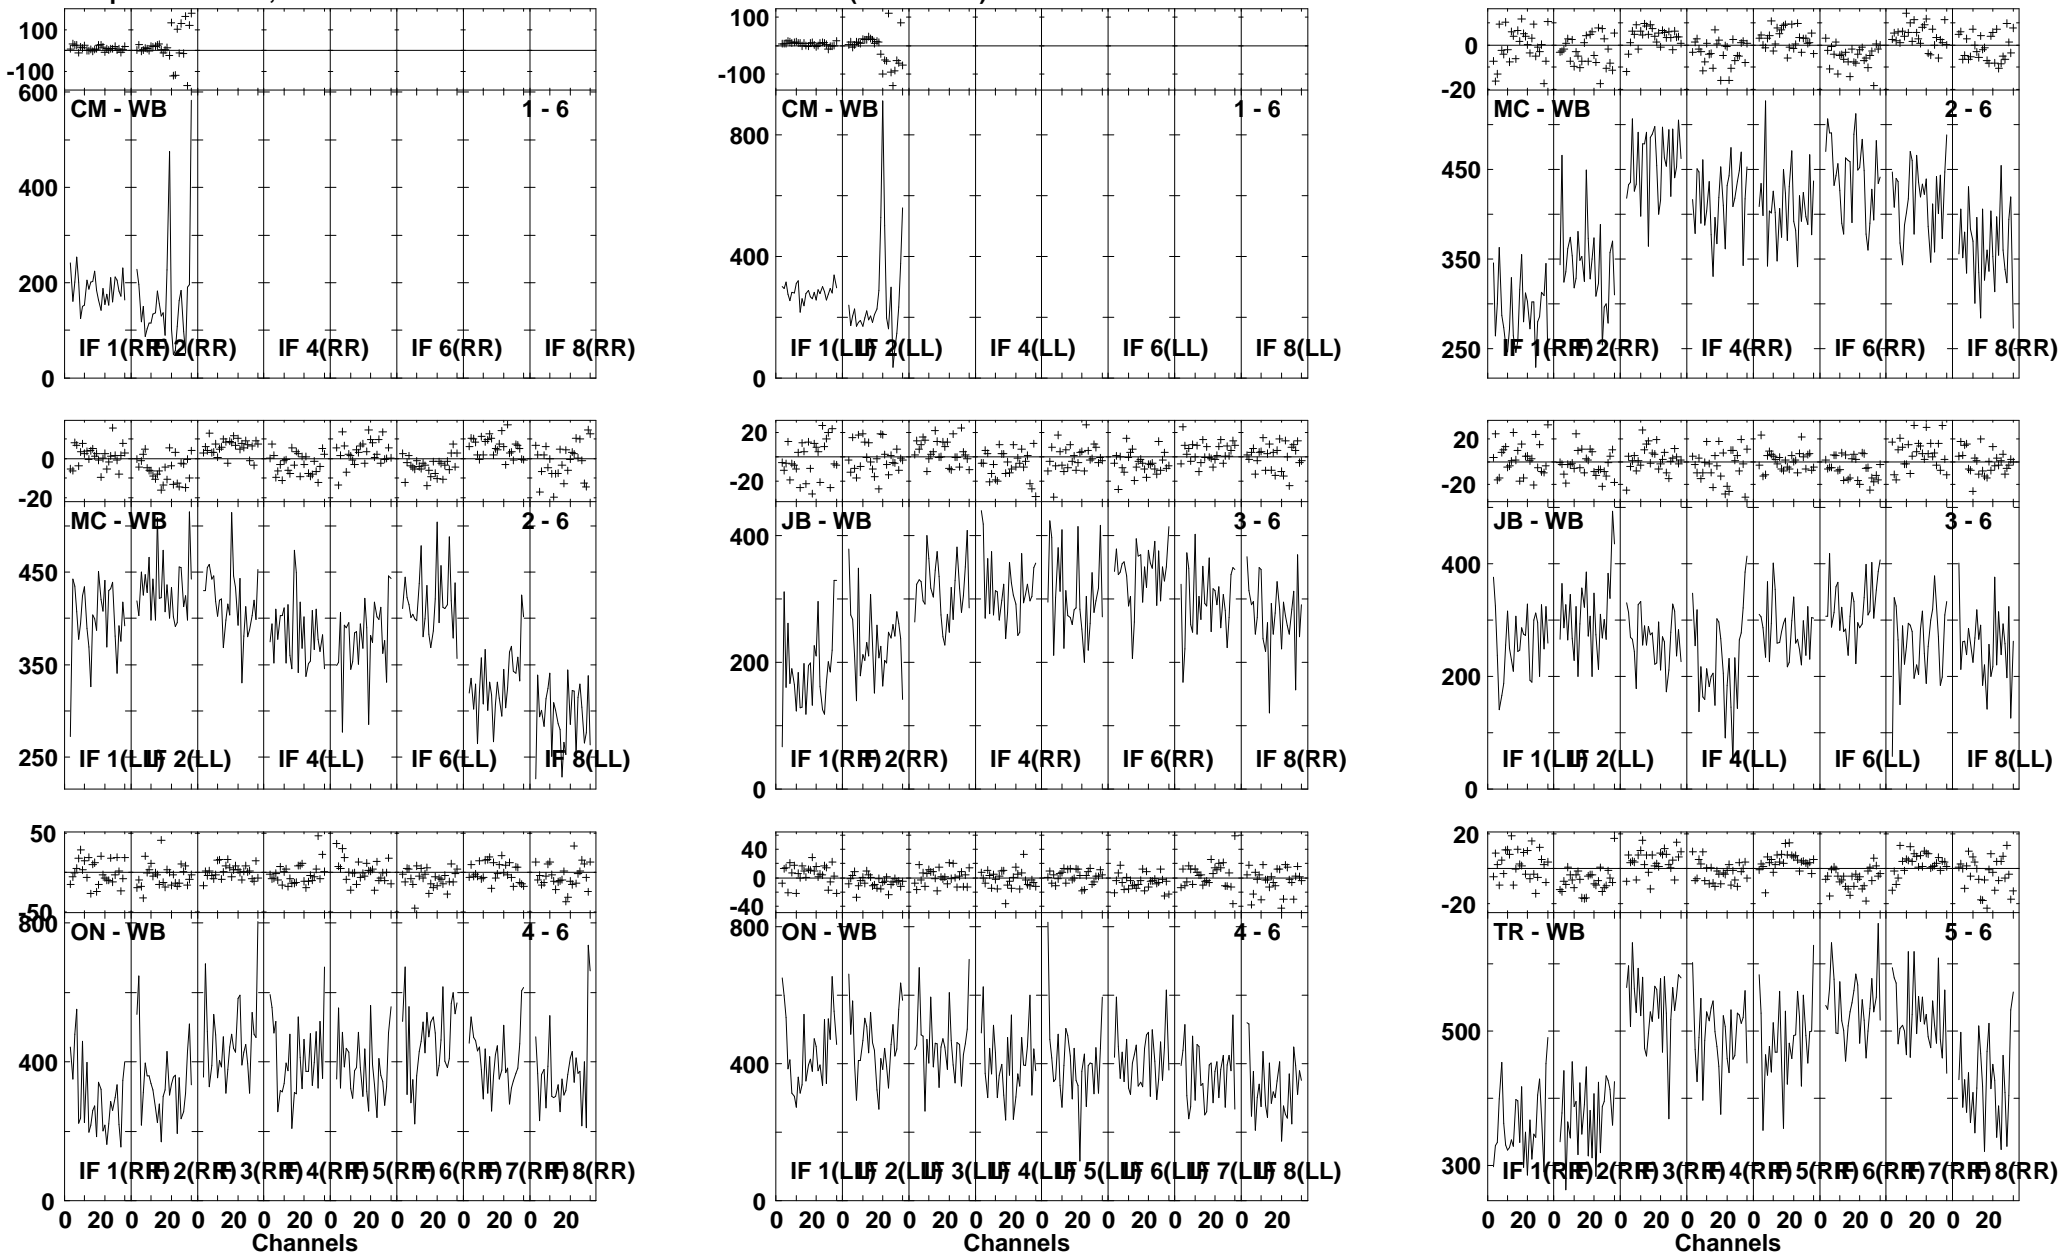 100
-100
600
CM - WB 1 - 6
400
200
IF 1(RR) IF 2(RR) IF 4(RR) IF 6(RR) IF 8(RR)
0
100
0
-100
CM - WB 1 - 6
800
400
IF 1(LL) IF 2(LL) IF 4(LL) IF 6(LL) IF 8(LL)
0
0
-20
MC - WB 2 - 6
450
350
250
IF 1(RR) IF 2(RR) IF 4(RR) IF 6(RR) IF 8(RR)
0
-20
MC - WB 2 - 6
450
350
250
IF 1(LL) IF 2(LL) IF 4(LL) IF 6(LL) IF 8(LL)
20
0
-20
JB - WB 3 - 6
400
200
IF 1(RR) IF 2(RR) IF 4(RR) IF 6(RR) IF 8(RR)
0
20
0
-20
JB - WB 3 - 6
400
200
IF 1(LL) IF 2(LL) IF 4(LL) IF 6(LL) IF 8(LL)
0
50
-50
800
ON - WB 4 - 6
400
IF 1(RR) IF 2(RR) IF 3(RR) IF 4(RR) IF 5(RR) IF 6(RR) IF 7(RR) IF 8(RR)
0
0 20 0 20 0 20 0 20 0 20 0 20 0 20 0 20
Channels
40
0
-40
800
ON - WB 4 - 6
400
IF 1(LL) IF 2(LL) IF 3(LL) IF 4(LL) IF 5(LL) IF 6(LL) IF 7(LL) IF 8(LL)
0
0 20 0 20 0 20 0 20 0 20 0 20 0 20 0 20
Channels
20
0
-20
TR - WB 5 - 6
500
300
IF 1(RR) IF 2(RR) IF 3(RR) IF 4(RR) IF 5(RR) IF 6(RR) IF 7(RR) IF 8(RR)
0 20 0 20 0 20 0 20 0 20 0 20 0 20 0 20
Channels